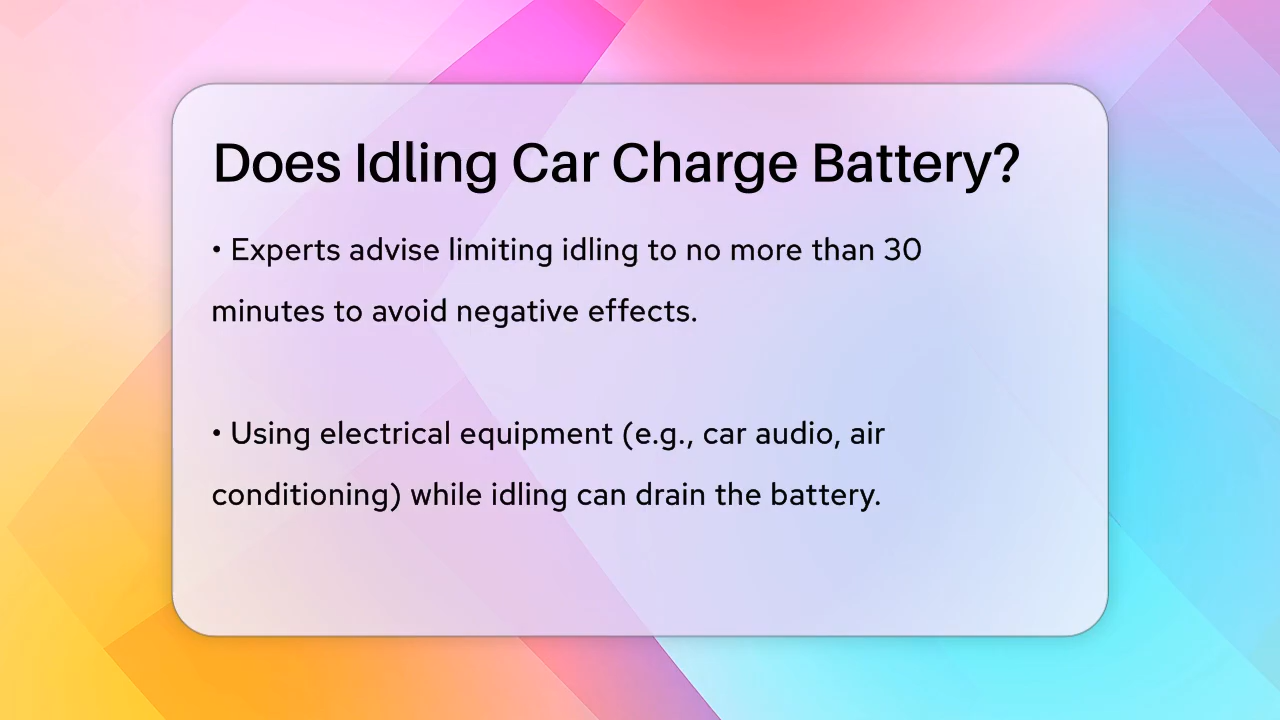 Does Idling Car Charge Battery?
• Experts advise limiting idling to no more than 30
minutes to avoid negative effects.
• Using electrical equipment (e.g., car audio, air
conditioning) while idling can drain the battery.